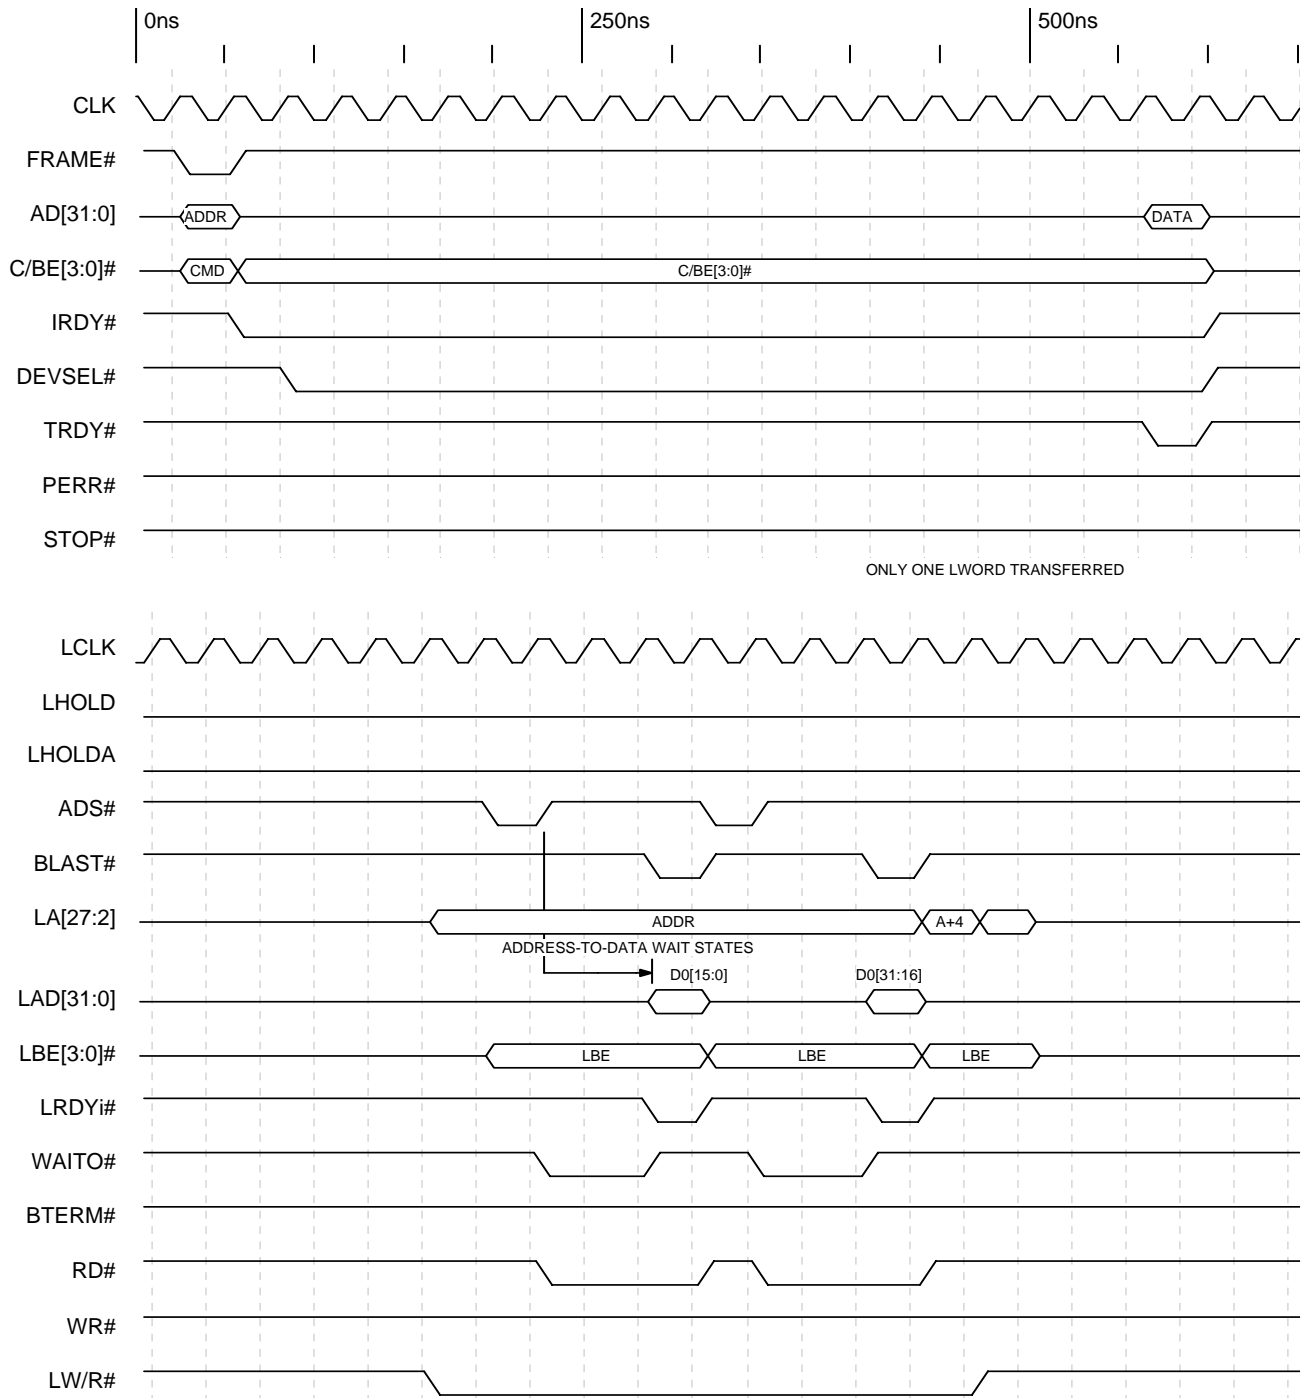 0ns 250ns 500ns
CLK
FRAME#
AD[31:0] ADDR DATA
C/BE[3:0]# CMD C/BE[3:0]#
IRDY#
DEVSEL#
TRDY#
PERR#
STOP#
ONLY ONE LWORD TRANSFERRED
LCLK
LHOLD
LHOLDA
ADS#
BLAST#
LA[27:2] ADDR A+4
ADDRESS-TO-DATA WAIT STATES
D0[15:0] D0[31:16]
LAD[31:0]
LBE[3:0]# LBE LBE LBE
LRDYi#
WAITO#
BTERM#
RD#
WR#
LW/R#